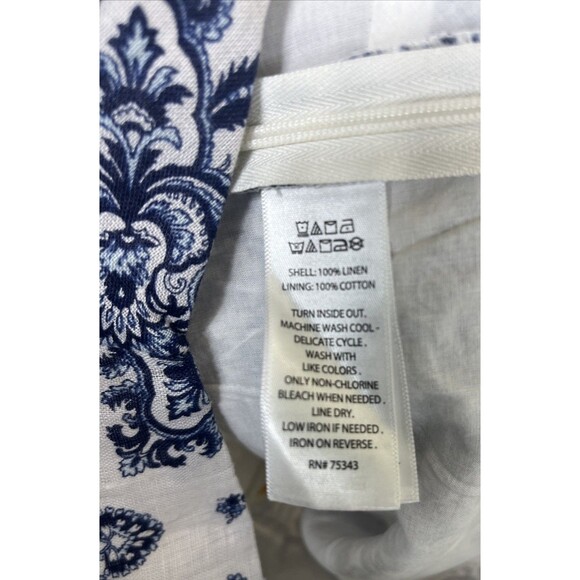 SHELL: 100% LINEN
LINING: 100% COTTON
TURN INSIDE OUT.
MACHINE WASH COOL -
DELICATE CYCLE .
WASH WITH
LIKE COLORS .
ONLY NON-CHLORINE
BLEACH WHEN NEEDED .
LINE DRY.
LOW IRON IF NEEDED .
IRON ON REVERSE .
RN# 75343